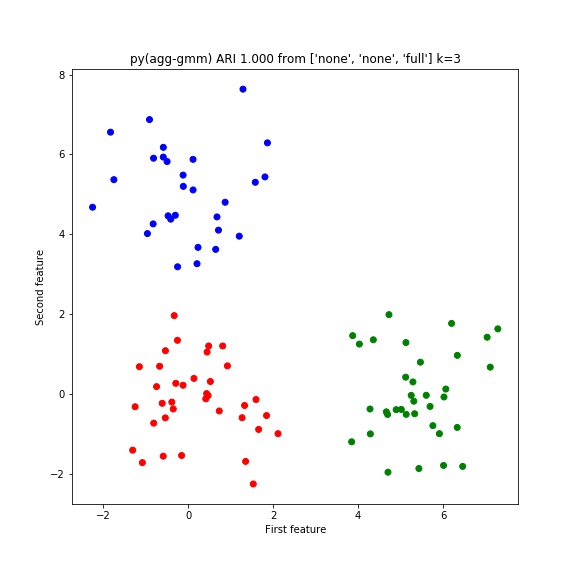 py(agg-gmm) ARI 1.000 from ['none', 'none', 'full'] k=3
8
6
4
2
0
−2
Second feature
−2 0 2 4 6
First feature